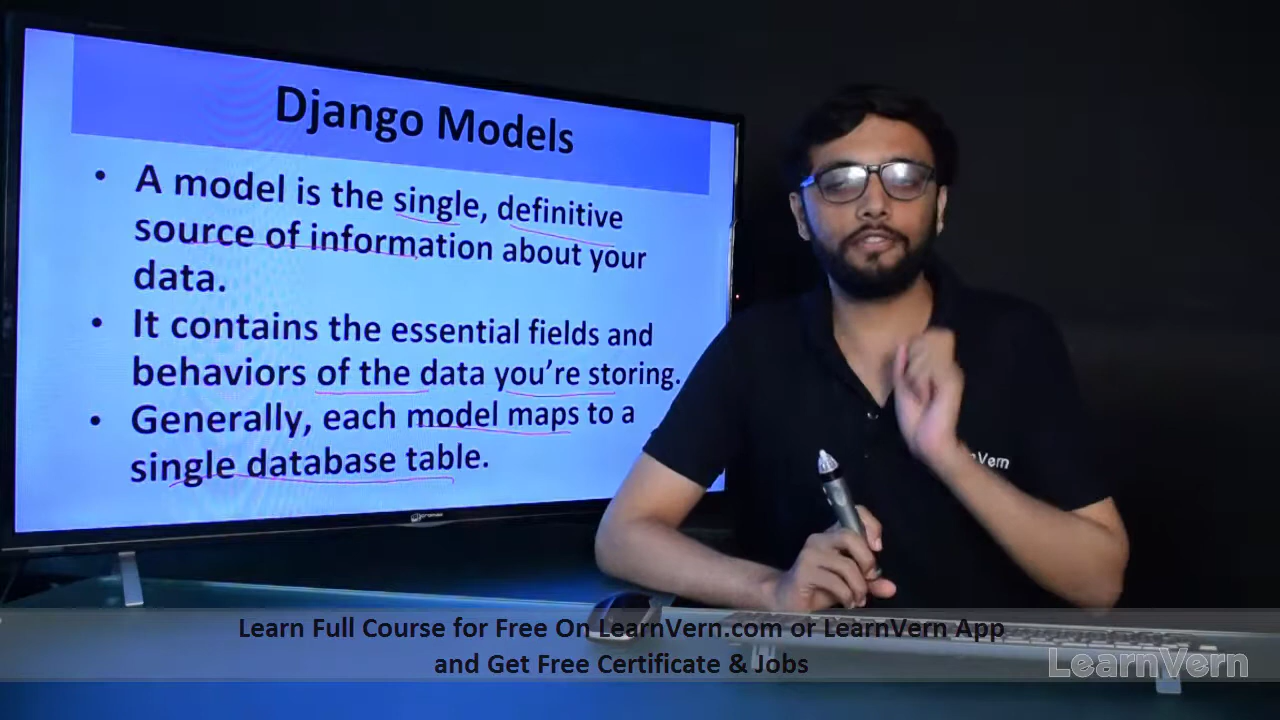 Django Models
• A model is the single, definitive
source of information about your
data.
• It contains the essential fields and
behaviors of the data you're storing.
• Generally, each model maps to a
single database table.
nVern
Learn Full Course for Free On LearnVern.com or LearnVern App
and Get Free Certificate & Jobs
LearnVern